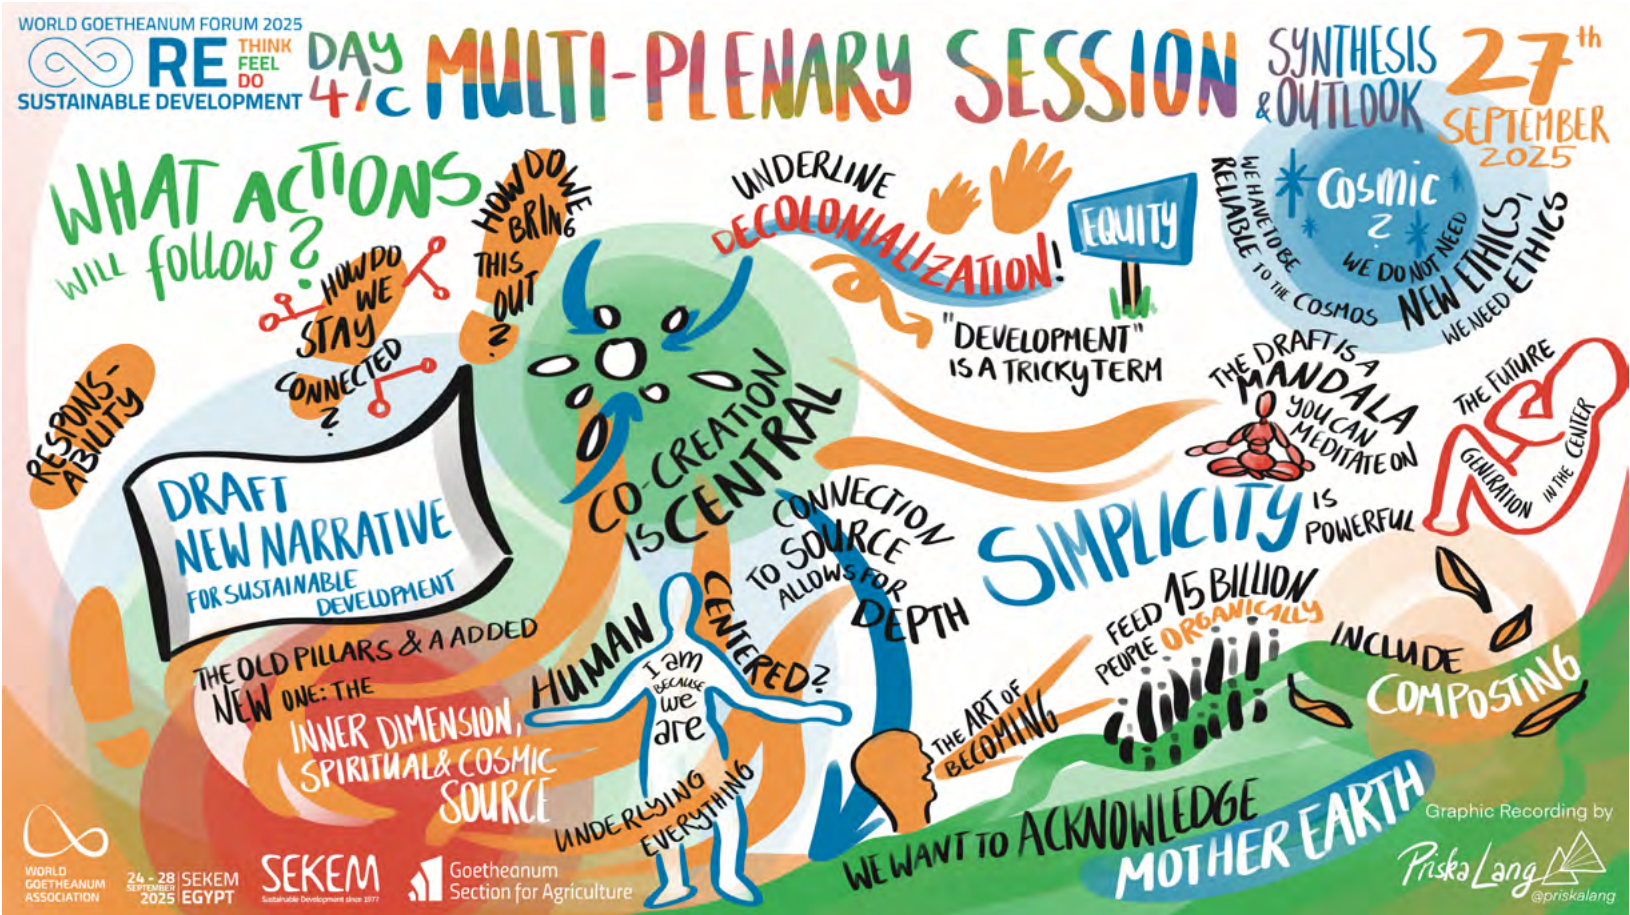 WORLD GOETHEANUM FORUM 2025
RE
THINK
FEEL
DO
SUSTAINABLE DEVELOPMENT
DAY
4/C
MULTI-PLENARY SESSION
SYNTHESIS
& OUTLOOK
27th
SEPTEMBER
2025
WHAT ACTIONS
WILL follow?
HOW DO WE
BRING
THIS
OUT
?
HOW DO
WE
STAY
CONNECTED
?
RESPONS-
ABILITY
UNDERLINE
DECOLONIALIZATION!
EQUITY
"DEVELOPMENT"
IS A TRICKY TERM
Cosmic
?
WE HAVE TO BE
RELIABLE TO THE COSMOS
WE DO NOT NEED
NEW ETHICS,
WE NEED ETHICS
THE DRAFT IS A
MANDALA
YOU CAN
MEDITATE ON
THE FUTURE
GENERATION
IN THE CENTER
DRAFT
NEW NARRATIVE
FOR SUSTAINABLE
DEVELOPMENT
CO-CREATION
IS CENTRAL
CONNECTION
TO SOURCE
ALLOWS FOR
DEPTH
SIMPLICITY
IS
POWERFUL
FEED 15 BILLION
PEOPLE ORGANICALLY
INCLUDE
COMPOSTING
THE OLD PILLARS & A ADDED
NEW ONE: THE
INNER DIMENSION,
SPIRITUAL & COSMIC
SOURCE
HUMAN
CENTERED?
I am
BECAUSE
we
are
UNDERLYING
EVERYTHING
THE ART OF
BECOMING
WE WANT TO ACKNOWLEDGE
MOTHER EARTH
WORLD
GOETHEANUM
ASSOCIATION
24 - 28
SEPTEMBER
2025
SEKEM
EGYPT
SEKEM
Sustainable Development since 1977
Goetheanum
Section for Agriculture
Graphic Recording by
Priska Lang
@priskalang